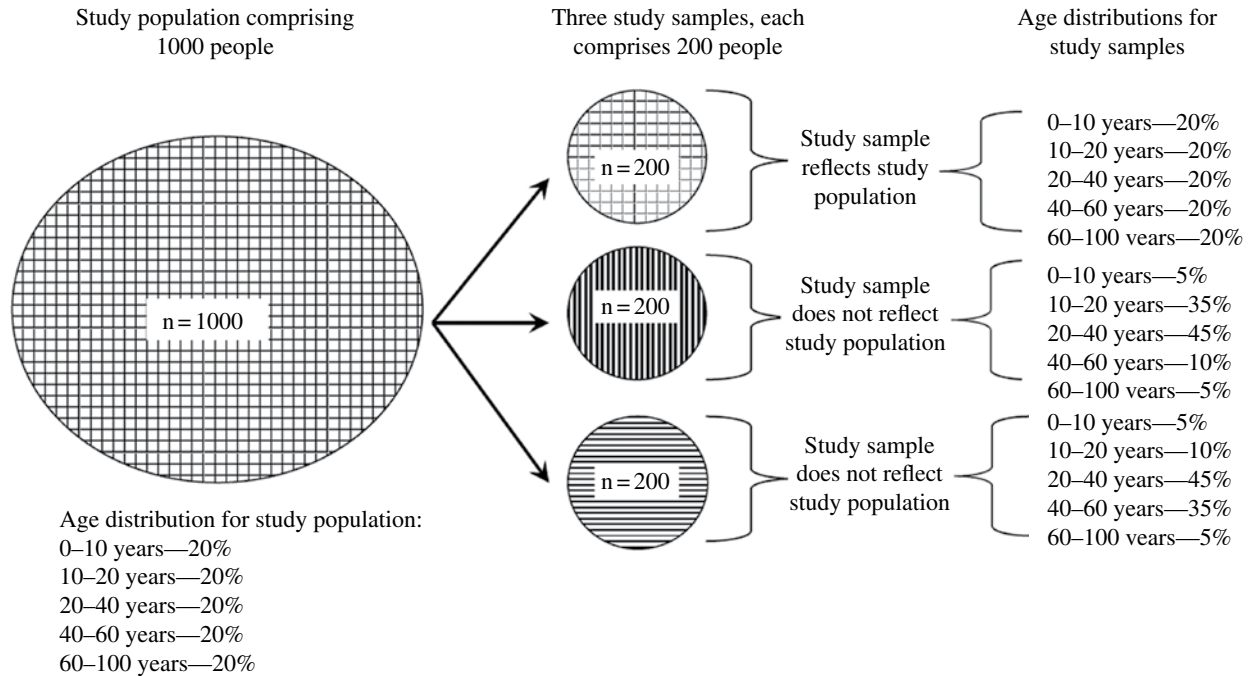 Study population comprising
1000 people
Three study samples, each
comprises 200 people
Age distributions for
study samples
n = 1000
Age distribution for study population:
0–10 years—20%
10–20 years—20%
20–40 years—20%
40–60 years—20%
60–100 years—20%
n = 200
Study sample
reflects study
population
0–10 years—20%
10–20 years—20%
20–40 years—20%
40–60 years—20%
60–100 vears—20%
n = 200
Study sample
does not reflect
study population
0–10 years—5%
10–20 years—35%
20–40 years—45%
40–60 years—10%
60–100 vears—5%
n = 200
Study sample
does not reflect
study population
0–10 years—5%
10–20 years—10%
20–40 years—45%
40–60 years—35%
60–100 vears—5%